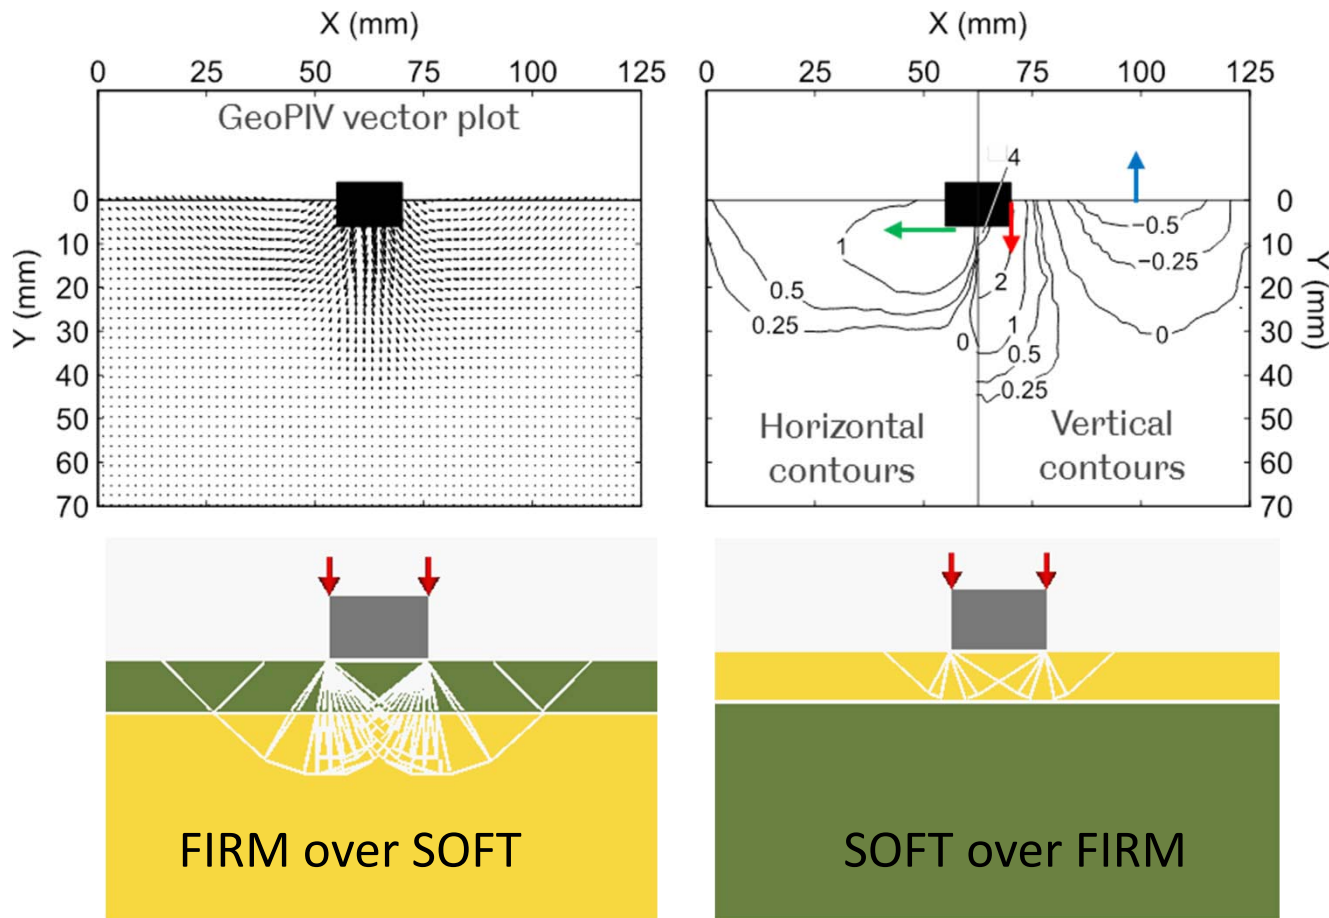 X (mm)
0 25 50 75 100 125
GeoPIV vector plot
Y (mm)
0
10
20
30
40
50
60
70
X (mm)
0 25 50 75 100 125
4
0
10
20
30
40
50
60
70
Y (mm)
1
0.5
0.25
2
0
1
0.5
0.25
−0.5
−0.25
0
Horizontal
contours
Vertical
contours
FIRM over SOFT
SOFT over FIRM